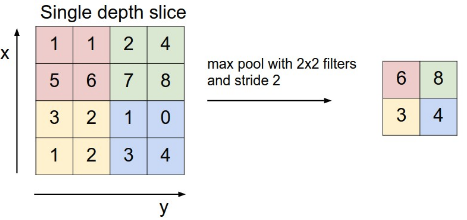 Single depth slice
x
1 1 2 4
5 6 7 8
3 2 1 0
1 2 3 4
y
max pool with 2x2 filters
and stride 2
6 8
3 4